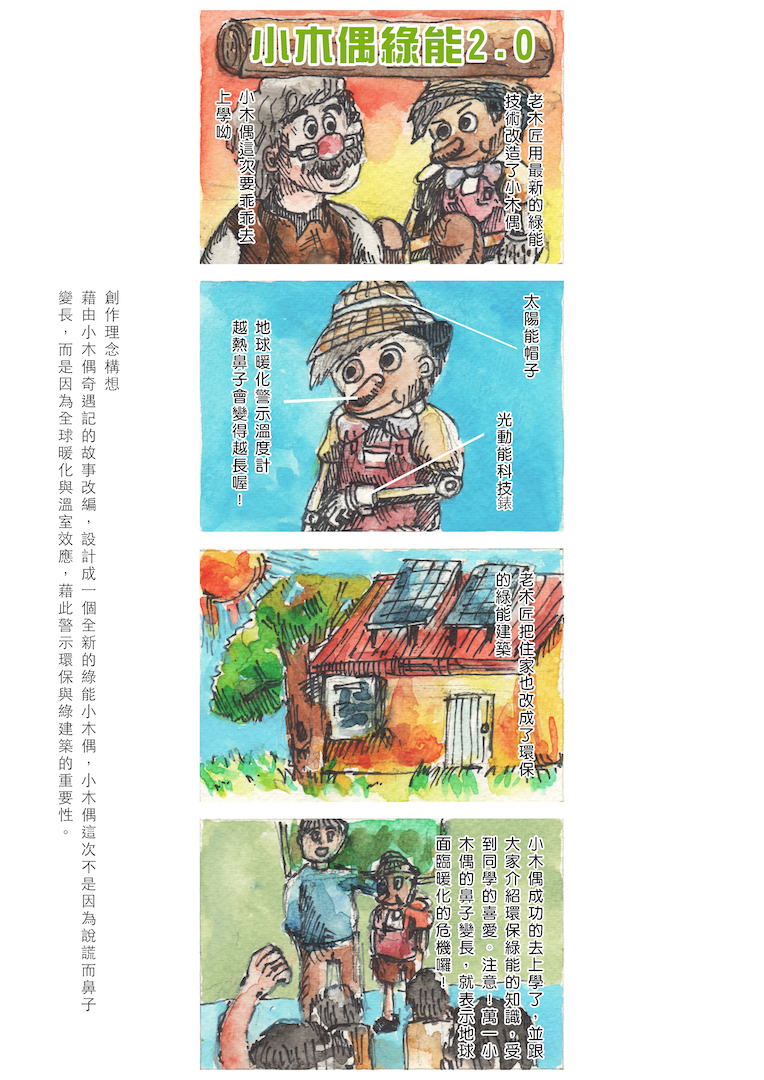 小木偶綠能2.0
老木匠用最新的綠能
技術改造了小木偶
小木偶這次要乖乖去
上學呦
太陽能帽子
光動能科技錶
地球暖化警示溫度計
越熱鼻子會變得越長喔！
老木匠把住家也改成了環保
的綠能建築
小木偶成功的去上學了，並跟
大家介紹環保綠能的知識，受
到同學的喜愛。注意！萬一小
木偶的鼻子變長，就表示地球
面臨暖化的危機囉！
創作理念構想
藉由小木偶奇遇記的故事改編，設計成一個全新的綠能小木偶，小木偶這次不是因為說謊而鼻子
變長，而是因為全球暖化與溫室效應，藉此警示環保與綠建築的重要性。